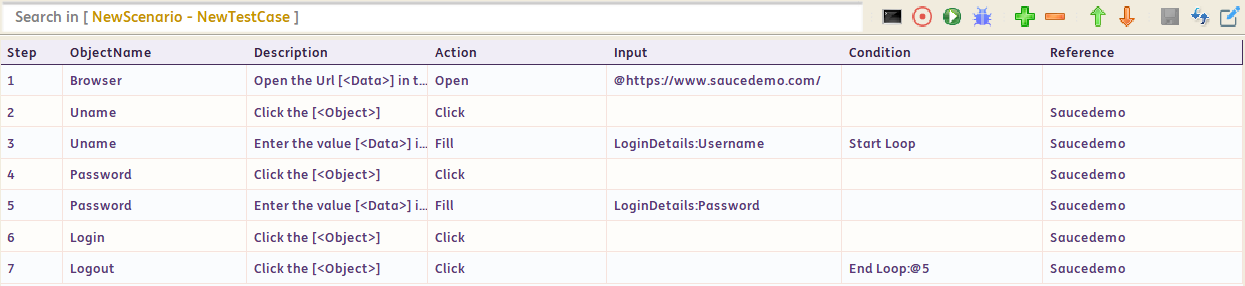 Search in [ NewScenario - NewTestCase ]
Step ObjectName Description Action Input Condition Reference
1 Browser Open the Url [<Data>] in t... Open @https://www.saucedemo.com/
2 Uname Click the [<Object>] Click Saucedemo
3 Uname Enter the value [<Data>] i... Fill LoginDetails:Username Start Loop Saucedemo
4 Password Click the [<Object>] Click Saucedemo
5 Password Enter the value [<Data>] i... Fill LoginDetails:Password Saucedemo
6 Login Click the [<Object>] Click Saucedemo
7 Logout Click the [<Object>] Click End Loop:@5 Saucedemo